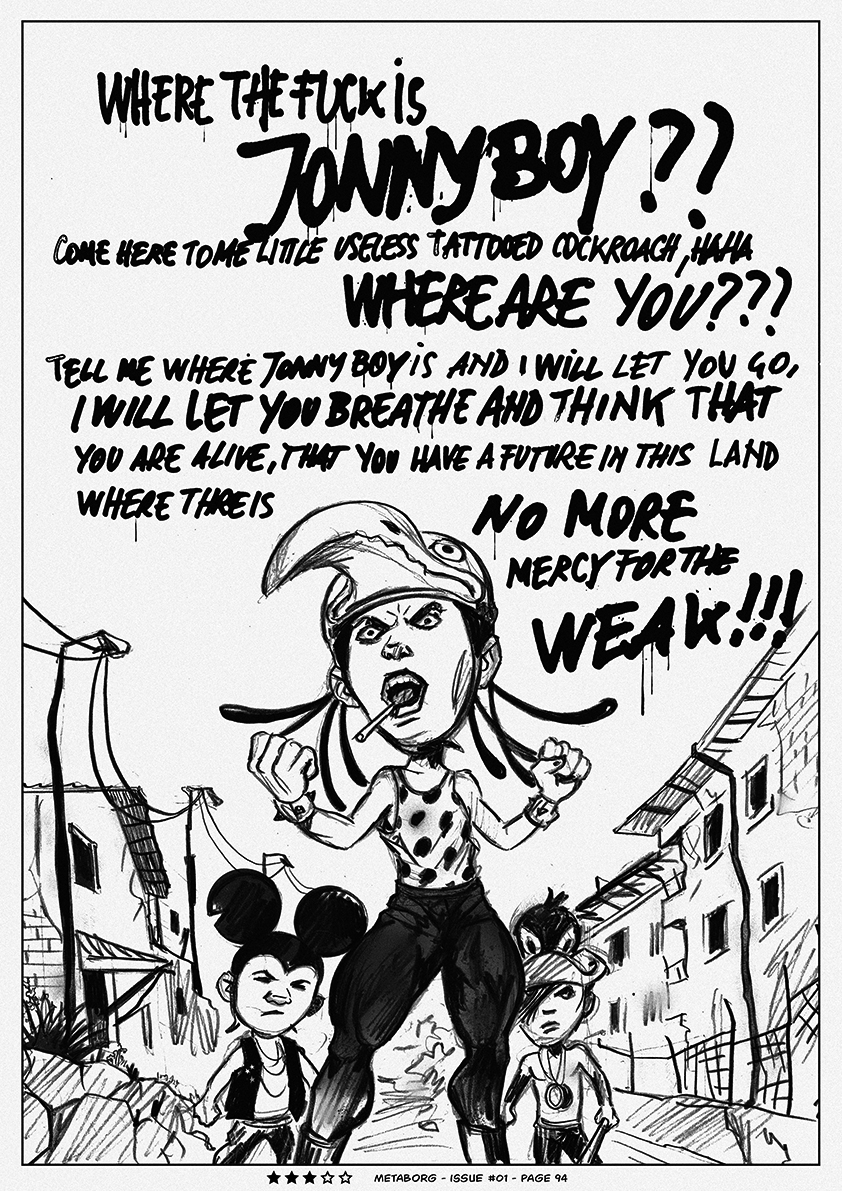 WHERE THE FUCK IS
JONNY BOY??
COME HERE TO ME LITTLE USELESS TATTOOED COCKROACH, HAHA
WHERE ARE YOU???
TELL ME WHERE JONNY BOY IS AND I WILL LET YOU GO,
I WILL LET YOU BREATHE AND THINK THAT
YOU ARE ALIVE, THAT YOU HAVE A FUTURE IN THIS LAND
WHERE THRE IS
NO MORE
MERCY FOR THE
WEAK!!!
METABORG - ISSUE #01 - PAGE 94